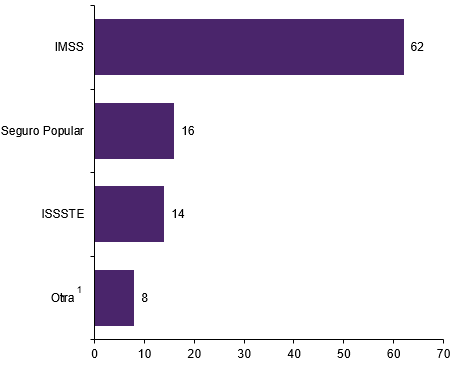 IMSS 62
Seguro Popular 16
ISSSTE 14
Otra 1 8
0 10 20 30 40 50 60 70